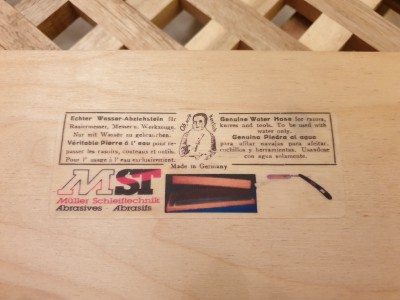 Echter Wasser-Abziehstein für
Rasiermesser, Messer u. Werkzeuge.
Nur mit Wasser zu gebrauchen.
Véritable Pierre à l'eau pour re-
passer les rasoirs, couteaux et outils.
Pour l'usage à l'eau exclusivement.
Genuine Water Hone for razors,
knives and tools. To be used with
water only.
Genuina Piedra al agua
para afilar navajas para afeitar,
cuchillos y herramientas. Usandose
con agua solamente.
Made in Germany
MST
Müller Schleiftechnik
Abrasives - Abrasifs